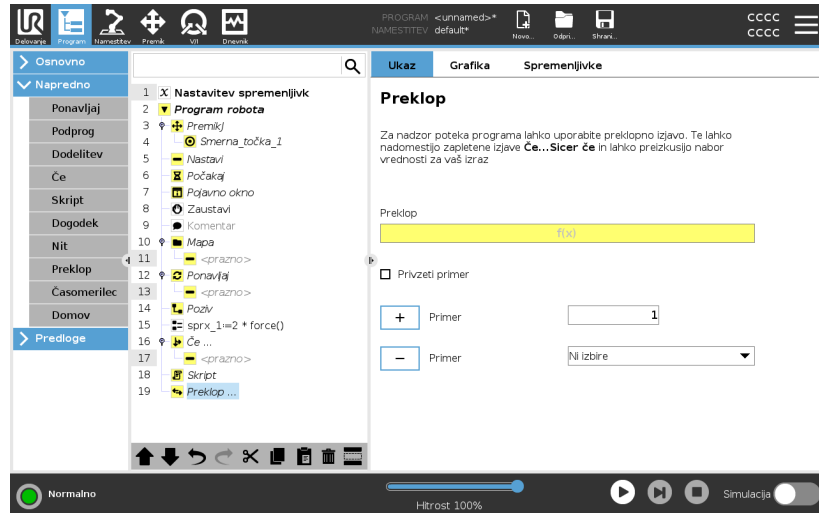 UR
PROGRAM <unnamed>*
NAMESTITEV default*
CCCC
CCCC
Delovanje Program Namestitev Premik V/I Dnevnik
Novo... Odpri... Shrani...
Osnovno
Napredno
Ponavljaj
Podprog
Dodelitev
Če
Skript
Dogodek
Nit
Preklop
Časomerilec
Domov
Predloge
1 X Nastavitev spremenljivk
2 Program robota
3 PremikJ
4 Smerna_točka_1
5 Nastavi
6 Počakaj
7 Pojavno okno
8 Zaustavi
9 Komentar
10 Mapa
11 <prazno>
12 Ponavljaj
13 <prazno>
14 Poziv
15 sprx_1:=2 * force()
16 Če ...
17 <prazno>
18 Skript
19 Preklop ...
Ukaz Grafika Spremenljivke
Preklop
Za nadzor poteka programa lahko uporabite preklopno izjavo. Te lahko
nadomestijo zapletene izjave Če...Sicer če in lahko preizkusijo nabor
vrednosti za vaš izraz
Preklop
f(x)
Privzeti primer
+ Primer 1
− Primer Ni izbire
Normalno
Hitrost 100%
Simulacija